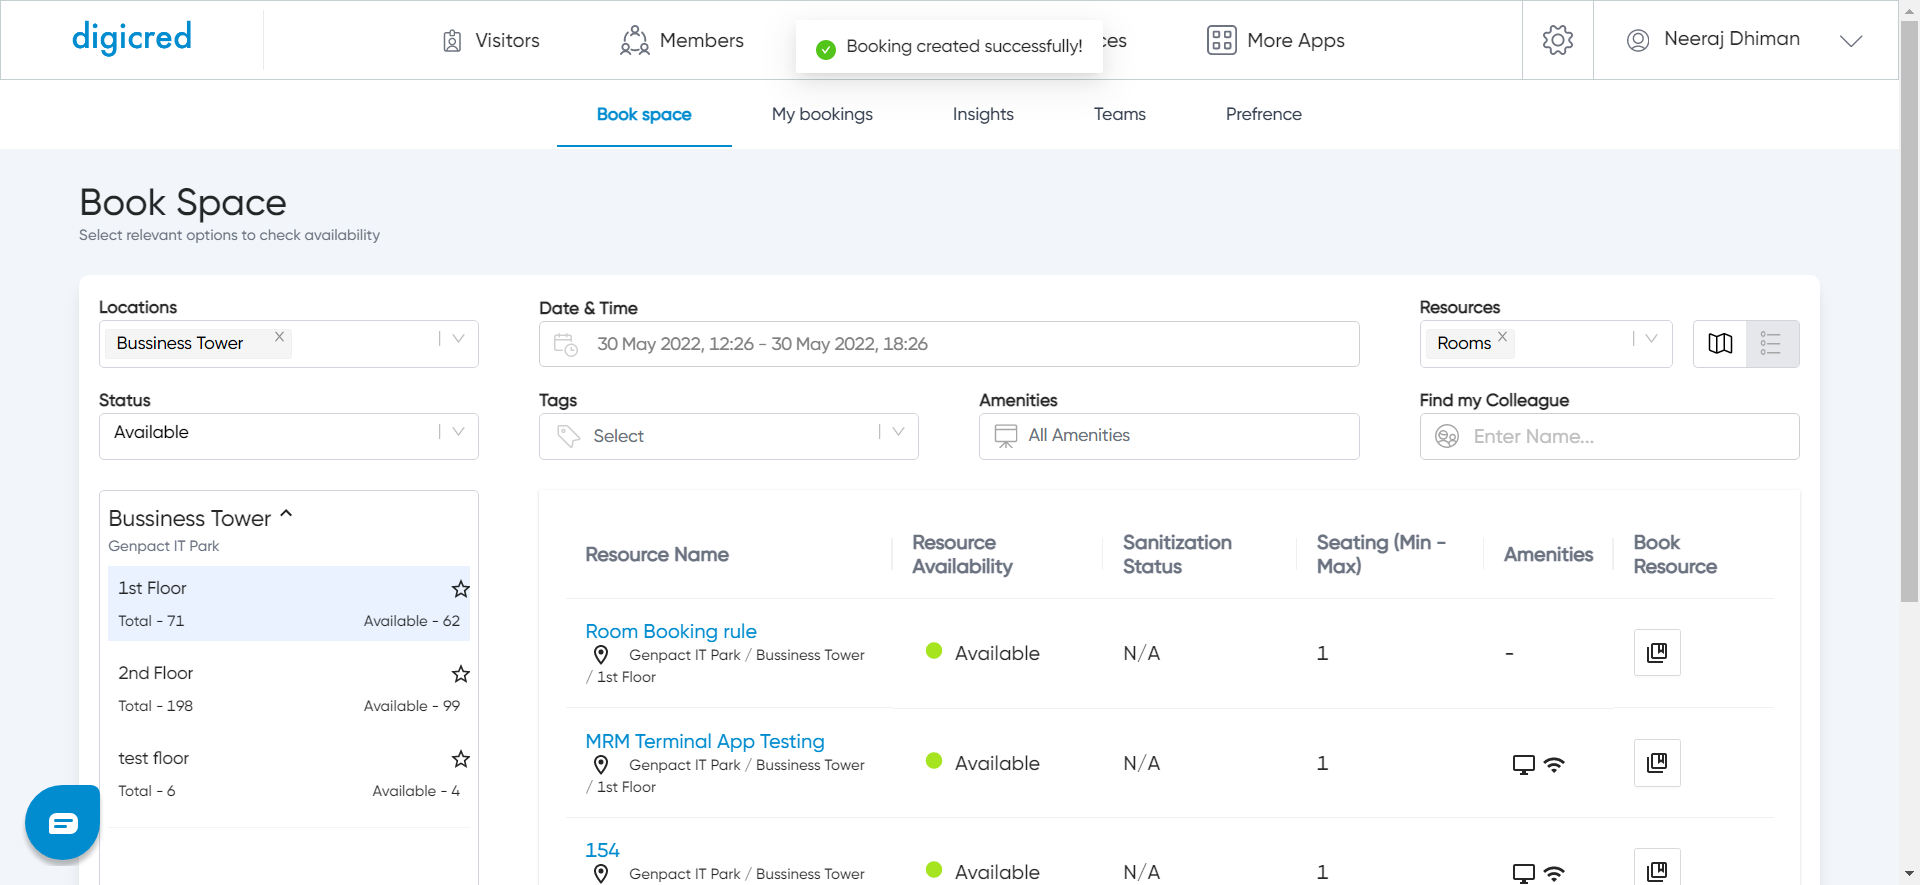 digicred
Visitors
Members
Booking created successfully!
ces
More Apps
Neeraj Dhiman
Book space
My bookings
Insights
Teams
Prefrence
Book Space
Select relevant options to check availability
Locations
Date & Time
Resources
Bussiness Tower
30 May 2022, 12:26 - 30 May 2022, 18:26
Rooms
Status
Tags
Amenities
Find my Colleague
Available
Select
All Amenities
Enter Name...
Bussiness Tower
Genpact IT Park
1st Floor
Total - 71
Available - 62
2nd Floor
Total - 198
Available - 99
test floor
Total - 6
Available - 4
Resource Name
Resource
Availability
Sanitization
Status
Seating (Min -
Max)
Amenities
Book
Resource
Room Booking rule
Genpact IT Park / Bussiness Tower
/ 1st Floor
Available
N/A
1
-
MRM Terminal App Testing
Genpact IT Park / Bussiness Tower
/ 1st Floor
Available
N/A
1
154
Genpact IT Park / Bussiness Tower
Available
N/A
1